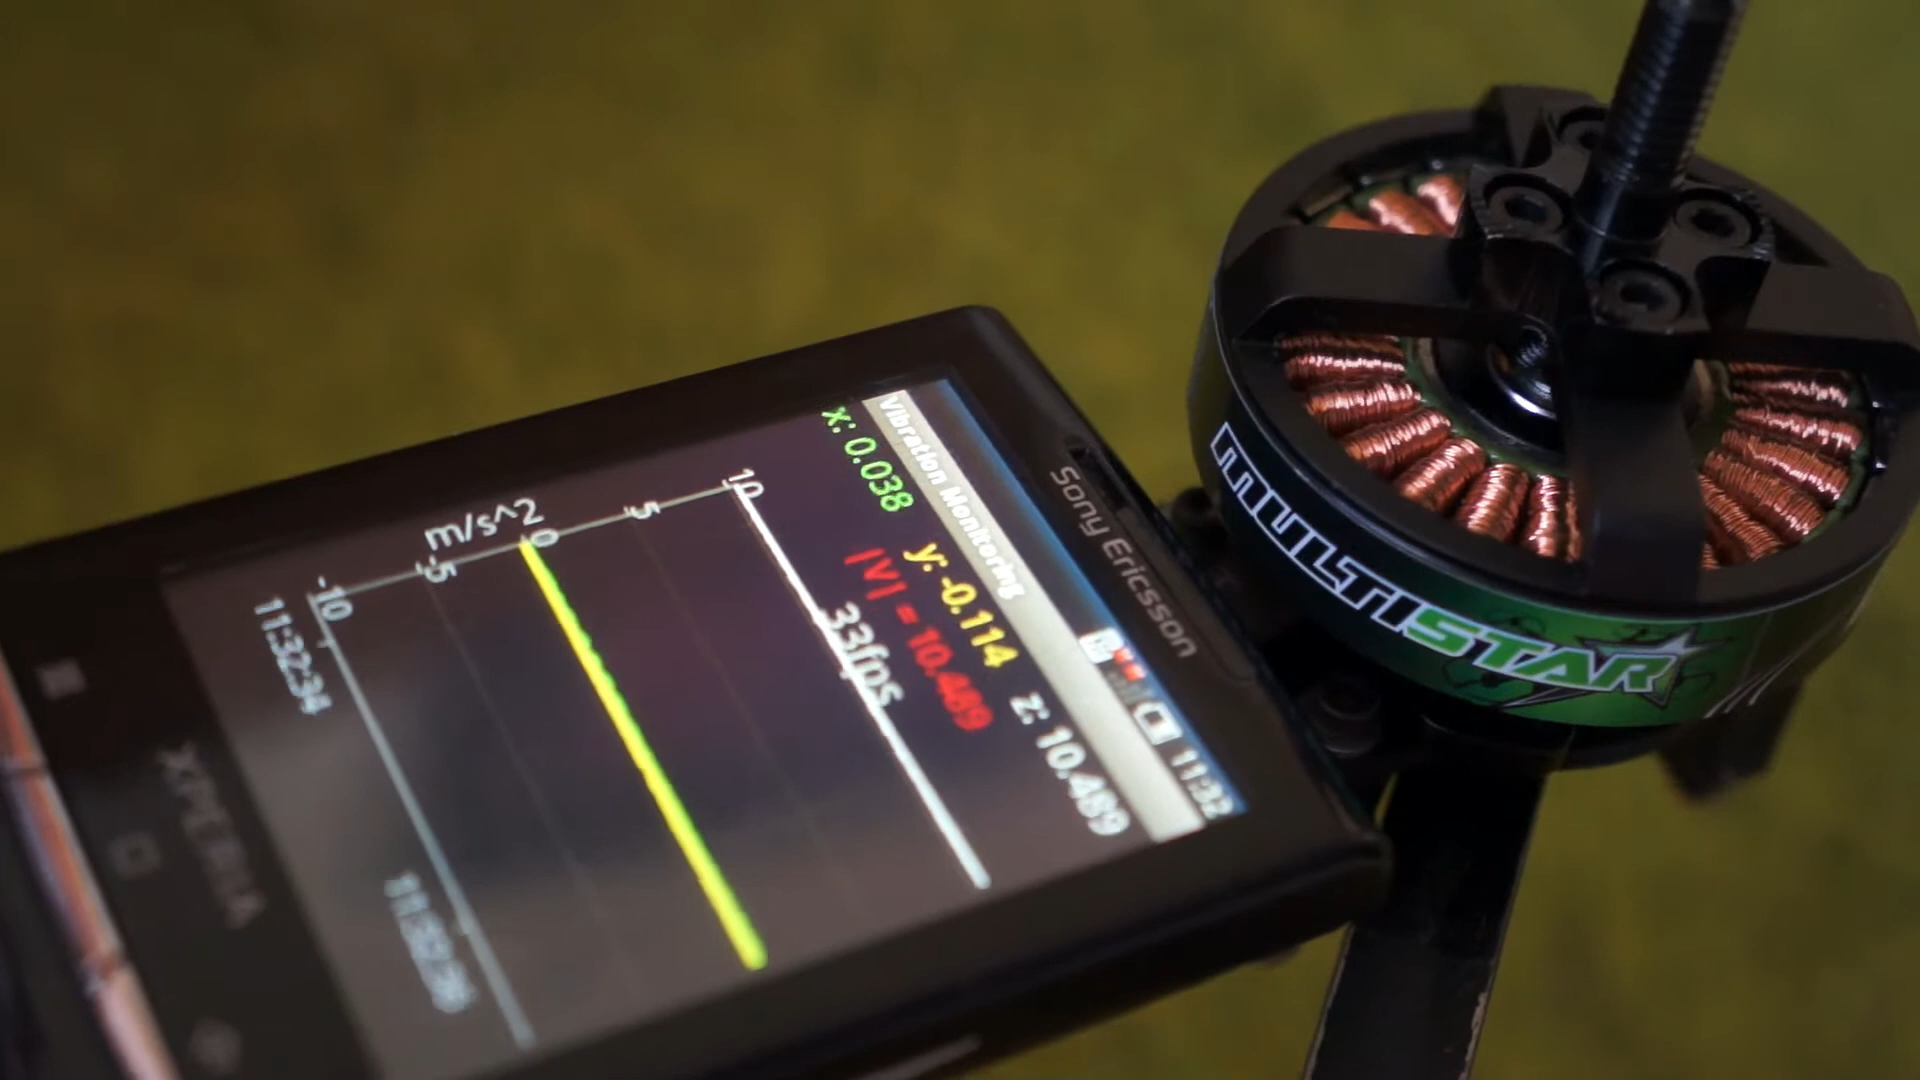 Sony Ericsson
11:32
Vibration Monitoring
x: 0.038 y: -0.114 z: 10.489
|V| = 10.489
33fps
10
5
0
-5
-10
m/s^2
11:32:34
XPERIA
MULTISTAR